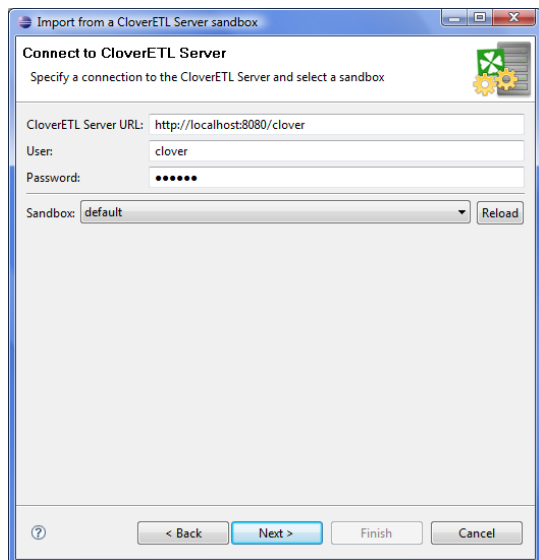 Import from a CloverETL Server sandbox
Connect to CloverETL Server
Specify a connection to the CloverETL Server and select a sandbox
CloverETL Server URL: http://localhost:8080/clover
User: clover
Password: ●●●●●●
Sandbox: default Reload
< Back Next > Finish Cancel